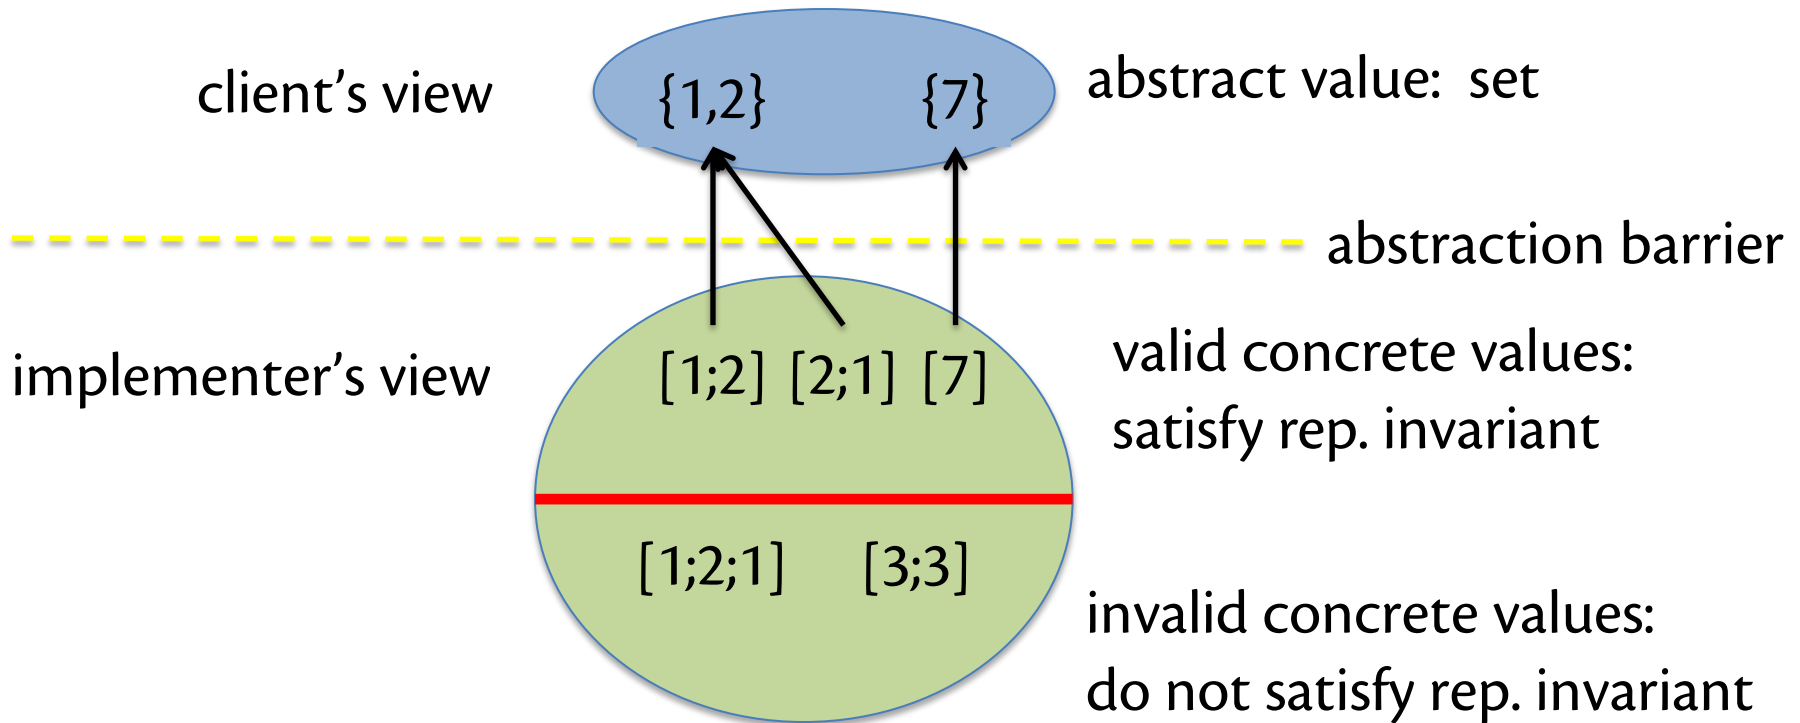 client’s view
{1,2} {7}
abstract value: set
abstraction barrier
implementer’s view
[1;2] [2;1] [7]
valid concrete values:
satisfy rep. invariant
[1;2;1] [3;3]
invalid concrete values:
do not satisfy rep. invariant